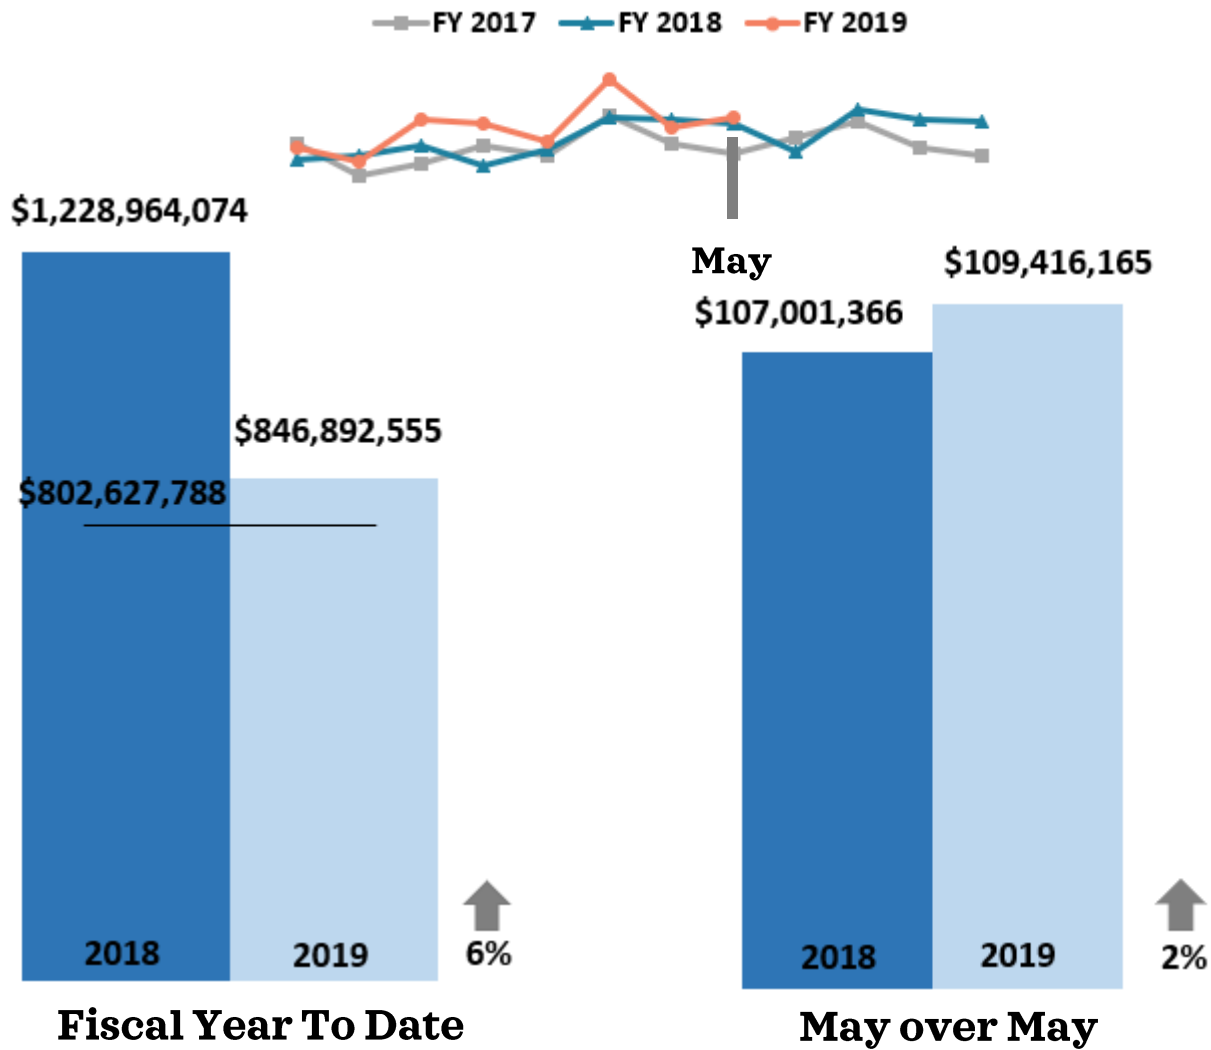 FY 2017 FY 2018 FY 2019
$1,228,964,074
May
$109,416,165
$107,001,366
$846,892,555
$802,627,788
2018 2019 6%
2018 2019 2%
Fiscal Year To Date
May over May